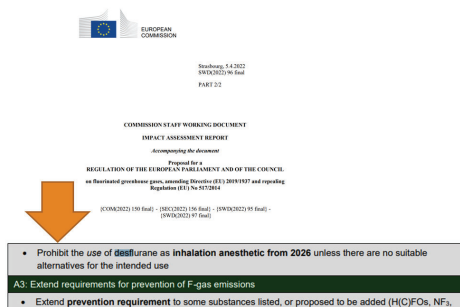 EUROPEAN
COMMISSION
Strasbourg, 5.4.2022
SWD(2022) 96 final
PART 2/2
COMMISSION STAFF WORKING DOCUMENT
IMPACT ASSESSMENT REPORT
Accompanying the document
Proposal for a
REGULATION OF THE EUROPEAN PARLIAMENT AND OF THE COUNCIL
on fluorinated greenhouse gases, amending Directive (EU) 2019/1937 and repealing
Regulation (EU) No 517/2014
{COM(2022) 150 final} - {SEC(2022) 156 final} - {SWD(2022) 95 final} -
{SWD(2022) 97 final}
• Prohibit the use of desflurane as inhalation anesthetic from 2026 unless there are no suitable
alternatives for the intended use
A3: Extend requirements for prevention of F-gas emissions
• Extend prevention requirement to some substances listed, or proposed to be added (H(C)FOs, NF₃,